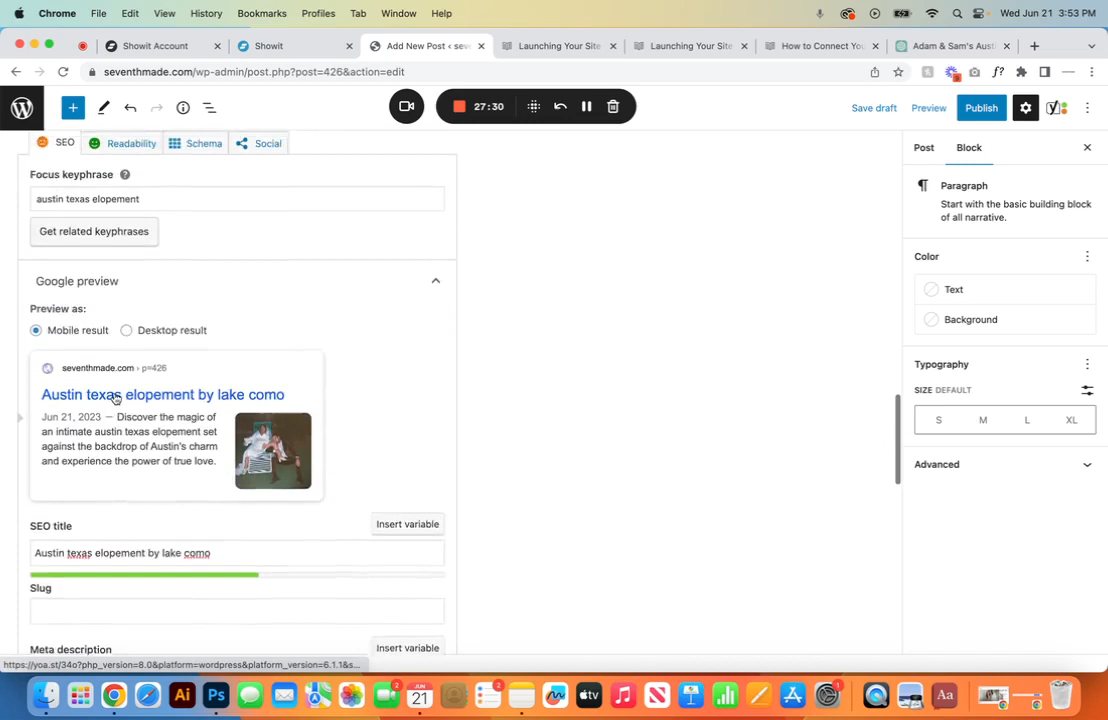 Chrome File Edit View History Bookmarks Profiles Tab Window Help Wed Jun 21 3:53 PM
Showit Account Showit Add New Post ‹ seve Launching Your Site Launching Your Site How to Connect You Adam & Sam's Aust
seventhmade.com/wp-admin/post.php?post=426&action=edit f?
27:30 Save draft Preview Publish
SEO Readability Schema Social
Post Block
Focus keyphrase
austin texas elopement
Get related keyphrases
Paragraph
Start with the basic building block
of all narrative.
Color
Text
Background
Google preview
Preview as:
Mobile result Desktop result
seventhmade.com › p=426
Austin texas elopement by lake como
Jun 21, 2023 — Discover the magic of
an intimate austin texas elopement set
against the backdrop of Austin's charm
and experience the power of true love.
Typography
SIZE DEFAULT
S M L XL
Advanced
SEO title Insert variable
Austin texas elopement by lake como
Slug
Meta description Insert variable
https://yoa.st/34o?php_version=8.0&platform=wordpress&platform_version=6.1.1&s...
2 JUN 21 2 1
Ai Ps tv Aa